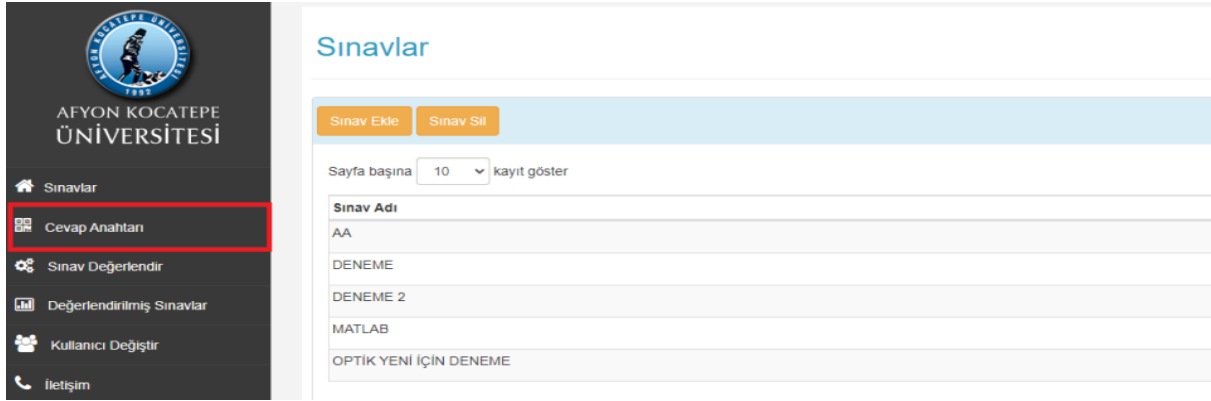 AFYON KOCATEPE ÜNİVERSİTESİ
1992
AFYON KOCATEPE
ÜNİVERSİTESİ
Sınavlar
Cevap Anahtarı
Sınav Değerlendir
Değerlendirilmiş Sınavlar
Kullanıcı Değiştir
İletişim
Sınavlar
Sınav Ekle
Sınav Sil
Sayfa başına 10 kayıt göster
Sınav Adı
AA
DENEME
DENEME 2
MATLAB
OPTİK YENİ İÇİN DENEME